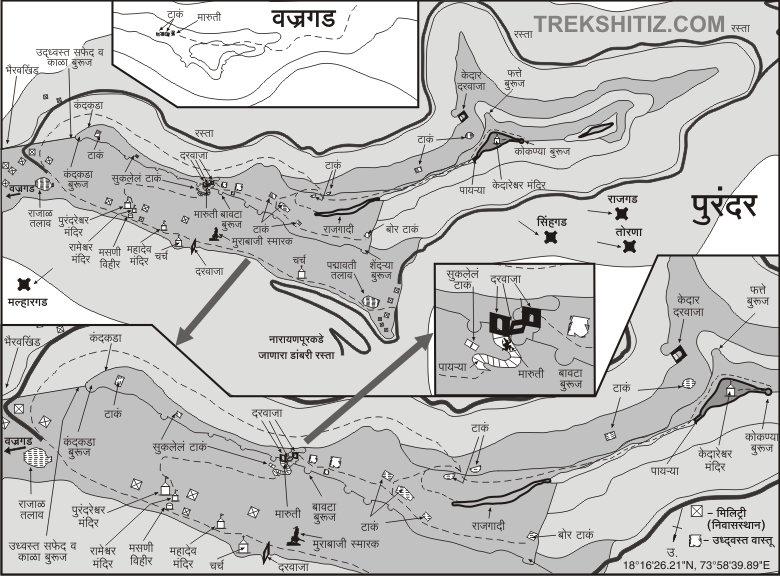 टाकं
मारुती
वज्रगड
TREKSHITIZ.COM
रस्ता
रस्ता
उद्ध्वस्त सफेद व
काळा बुरूज
भैरवखिंड
कंदकडा
टाकं
कंदकडा
बुरूज
रस्ता
दरवाजा
सुकलेलं टाकं
केदार
दरवाजा
फत्ते
बुरूज
टाकं
टाकं
कोकण्या बुरूज
पायऱ्या
केदारेश्वर मंदिर
वज्रगड
राजाळ
तलाव
पुरंदरेश्वर
मंदिर
रामेश्वर
मंदिर
मसणी
विहीर
महादेव
मंदिर
चर्च
दरवाजा
मारुती
बावटा
बुरूज
मुराबाजी स्मारक
टाकं
राजगादी
बोर टाकं
चर्च
पद्मावती
तलाव
शेंदऱ्या
बुरूज
पुरंदर
राजगड
सिंहगड
तोरणा
मल्हारगड
नारायणपूरकडे
जाणारा डांबरी रस्ता
सुकलेलं
टाकं
दरवाजा
पायऱ्या
मारुती
बावटा
बुरूज
केदार
दरवाजा
फत्ते
बुरूज
भैरवखिंड
कंदकडा
टाकं
कंदकडा
बुरूज
वज्रगड
सुकलेलं टाकं
दरवाजा
टाकं
टाकं
कोकण्या
बुरूज
केदारेश्वर
मंदिर
पायऱ्या
राजाळ
तलाव
पुरंदरेश्वर
मंदिर
उध्वस्त सफेद व
काळा बुरूज
रामेश्वर
मंदिर
मसणी
विहीर
महादेव
मंदिर
चर्च
दरवाजा
मारुती
बावटा
बुरूज
मुराबाजी स्मारक
टाकं
राजगादी
बोर टाकं
- मिलिट्री
(निवासस्थान)
- उध्दवस्त वास्तू
उ.
18°16'26.21"N, 73°58'39.89"E